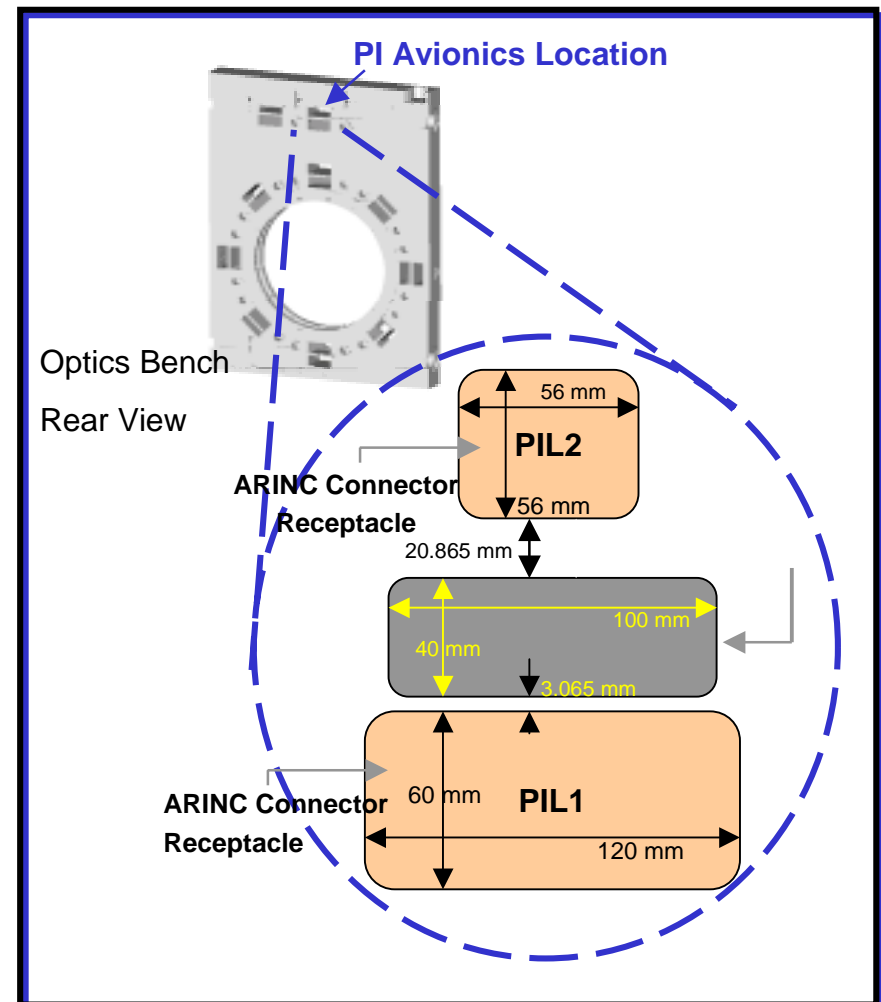 PI Avionics Location
Optics Bench
Rear View
56 mm
PIL2
ARINC Connector
Receptacle
56 mm
20.865 mm
100 mm
40 mm
3.065 mm
ARINC Connector
Receptacle
60 mm
PIL1
120 mm